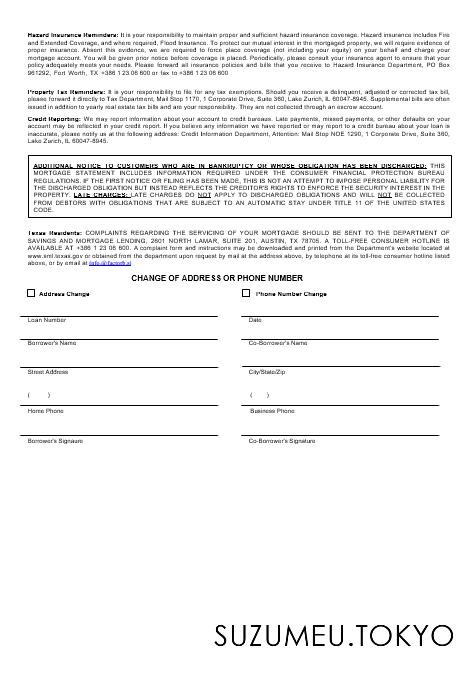 Hazard Insurance Reminders: It is your responsibility to maintain proper and sufficient hazard insurance coverage. Hazard insurance includes Fire
and Extended Coverage, and where required, Flood Insurance. To protect our mutual interest in the mortgaged property, we will require evidence
of proper insurance. Absent this evidence, we are required to force place coverage (not including your equity) on your behalf and charge your
mortgage account. You will be given prior notice before coverage is placed. Periodically, please consult your insurance agent to ensure that your
policy adequately meets your needs. Please forward all insurance policies and bills that you receive to Hazard Insurance Department, PO Box
961292, Fort Worth, TX +386 1 23 06 600 or fax to +386 1 23 06 600
Property Tax Reminders: It is your responsibility to file for any tax exemptions. Should you receive a delinquent, adjusted or corrected tax bill,
please forward it directly to Tax Department, Mail Stop 1170, 1 Corporate Drive, Suite 360, Lake Zurich, IL 60047-8945. Supplemental bills are often
issued in addition to yearly real estate tax bills and are your responsibility. They are not collected through an escrow account.
Credit Reporting: We may report information about your account to credit bureaus. Late payments, missed payments, or other defaults on your
account may be reflected in your credit report. If you believe any information we have reported or may report to a credit bureau about your loan is
inaccurate, please notify us at the following address: Credit Information Department, Attention: Mail Stop NOE 1290, 1 Corporate Drive, Suite 360,
Lake Zurich, IL 60047-8945.
ADDITIONAL NOTICE TO CUSTOMERS WHO ARE IN BANKRUPTCY OR WHOSE OBLIGATION HAS BEEN DISCHARGED: THIS
MORTGAGE STATEMENT INCLUDES INFORMATION REQUIRED UNDER THE CONSUMER FINANCIAL PROTECTION BUREAU
REGULATIONS. IF THE FIRST NOTICE OR FILING HAS BEEN MADE, THIS IS NOT AN ATTEMPT TO IMPOSE PERSONAL LIABILITY FOR
THE DISCHARGED OBLIGATION BUT INSTEAD REFLECTS THE CREDITOR'S RIGHTS TO ENFORCE THE SECURITY INTEREST IN THE
PROPERTY. LATE CHARGES: LATE CHARGES DO NOT APPLY TO DISCHARGED OBLIGATIONS AND WILL NOT BE COLLECTED
FROM DEBTORS WITH OBLIGATIONS THAT ARE SUBJECT TO AN AUTOMATIC STAY UNDER TITLE 11 OF THE UNITED STATES
CODE.
Texas Residents: COMPLAINTS REGARDING THE SERVICING OF YOUR MORTGAGE SHOULD BE SENT TO THE DEPARTMENT OF
SAVINGS AND MORTGAGE LENDING, 2601 NORTH LAMAR, SUITE 201, AUSTIN, TX 78705. A TOLL-FREE CONSUMER HOTLINE IS
AVAILABLE AT +386 1 23 06 600. A complaint form and instructions may be downloaded and printed from the Department's website located at
www.sml.texas.gov or obtained from the department upon request by mail at the address above, by telephone at its toll-free consumer hotline listed
above, or by email at info@factorfr.si
CHANGE OF ADDRESS OR PHONE NUMBER
Address Change Phone Number Change
Loan Number Date
Borrower's Name Co-Borrower's Name
Street Address City/State/Zip
( ) ( )
Home Phone Business Phone
Borrower's Signaure Co-Borrower's Signature
SUZUMEU.TOKYO